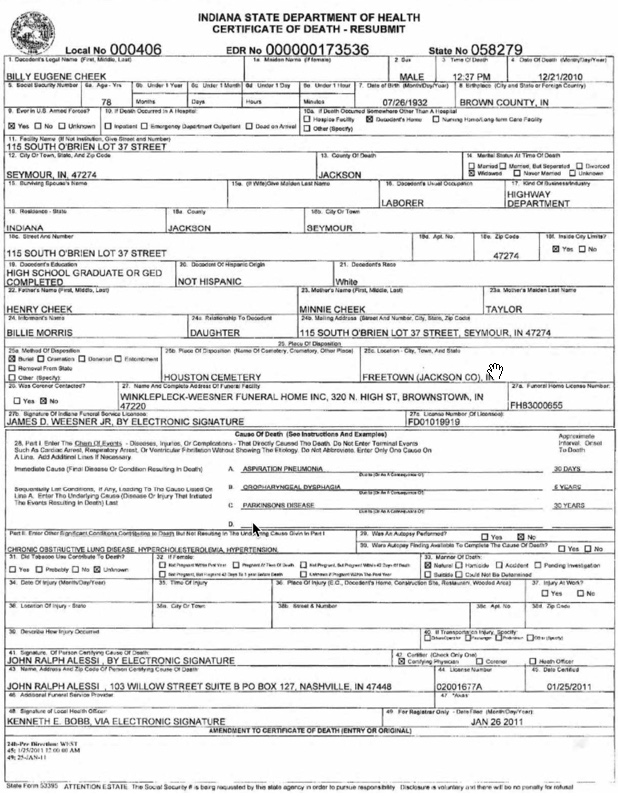 INDIANA STATE DEPARTMENT OF HEALTH
CERTIFICATE OF DEATH - RESUBMIT
Local No 000406 EDR No 000000173536 State No 058279
1. Decedent's Legal Name (First, Middle, Last) 1a. Maiden Name (If female) 2 Sex 3 Time Of Death 4 Date Of Death (Month/Day/Year)
BILLY EUGENE CHEEK MALE 12:37 PM 12/21/2010
5. Social Security Number 6a. Age - Yrs 6b Under 1 Year 6c Under 1 Month 6d Under 1 Day 6e Under 1 Hour 7. Date of Birth (Month/Day/Year) 8 Birthplace (City and State or Foreign Country)
78 Months Days Hours Minutes 07/26/1932 BROWN COUNTY, IN
9. Ever in U.S. Armed Forces? 10. If Death Occurred In A Hospital 10a. If Death Occurred Somewhere Other Than A Hospital
Hospice Facility Decedent's Home Nursing Home/Long-term Care Facility
Yes No Unknown Inpatient Emergency Department Outpatient Dead on Arrival Other (Specify)
11. Facility Name (If Not Institution, Give Street and Number)
115 SOUTH O'BRIEN LOT 37 STREET
12. City Or Town, State, And Zip Code 13. County Of Death 14. Marital Status At Time Of Death
Married Married, But Separated Divorced
SEYMOUR, IN, 47274 JACKSON Widowed Never Married Unknown
15. Surviving Spouse's Name 15a. (If Wife)Give Maiden Last Name 16. Decedent's Usual Occupation 17. Kind Of Business/Industry
LABORER HIGHWAY DEPARTMENT
18. Residence - State 18a. County 18b. City Or Town
INDIANA JACKSON SEYMOUR
18c. Street And Number 18d. Apt. No. 18e. Zip Code 18f. Inside City Limits?
115 SOUTH O'BRIEN LOT 37 STREET 47274 Yes No
19. Decedent's Education 20. Decedent Of Hispanic Origin 21. Decedent's Race
HIGH SCHOOL GRADUATE OR GED
COMPLETED NOT HISPANIC White
22. Father's Name (First, Middle, Last) 23. Mother's Name (First, Middle, Last) 23a. Mother's Maiden Last Name
HENRY CHEEK MINNIE CHEEK TAYLOR
24. Informant's Name 24a. Relationship To Decedent 24b. Mailing Address (Street And Number, City, State, Zip Code)
BILLIE MORRIS DAUGHTER 115 SOUTH O'BRIEN LOT 37 STREET, SEYMOUR, IN 47274
25. Place Of Disposition
25a. Method Of Disposition 25b. Place Of Disposition (Name Of Cemetery, Crematory, Other Place) 25c. Location - City, Town, And State
Burial Cremation Donation Entombment
Removal From State
Other (Specify) HOUSTON CEMETERY FREETOWN (JACKSON CO), IN
26. Was Coroner Contacted? 27. Name And Complete Address Of Funeral Facility 27a. Funeral Home License Number:
Yes No WINKLEPLECK-WEESNER FUNERAL HOME INC, 320 N. HIGH ST, BROWNSTOWN, IN
47220 FH83000655
27b. Signature Of Indiana Funeral Service Licensee: 27c. License Number (Of Licensee)
JAMES D. WEESNER JR, BY ELECTRONIC SIGNATURE FD01019919
Cause Of Death (See Instructions And Examples)
28. Part I. Enter The Chain Of Events - Diseases, Injuries, Or Complications - That Directly Caused The Death. Do Not Enter Terminal Events
Such As Cardiac Arrest, Respiratory Arrest, Or Ventricular Fibrillation Without Showing The Etiology. Do Not Abbreviate. Enter Only One Cause On
A Line. Add Additional Lines If Necessary.
Approximate Interval. Onset To Death
Immediate Cause (Final Disease Or Condition Resulting In Death) A. ASPIRATION PNEUMONIA 30 DAYS
Due to (Or As A Consequence Of)
Sequentially List Conditions, If Any, Leading To The Cause Listed On B. OROPHARYNGEAL DYSPHAGIA 5 YEARS
Line A. Enter The Underlying Cause (Disease Or Injury That Initiated Due to (Or As A Consequence Of)
The Events Resulting In Death) Last C. PARKINSONS DISEASE 30 YEARS
Due to (Or As A Consequence Of)
D.
Part II. Enter Other Significant Conditions Contributing to Death But Not Resulting In The Underlying Cause Given In Part I 29. Was An Autopsy Performed? Yes No
CHRONIC OBSTRUCTIVE LUNG DISEASE, HYPERCHOLESTEROLEMIA, HYPERTENSION, 30. Were Autopsy Finding Available To Complete The Cause Of Death? Yes No
31. Did Tobacco Use Contribute To Death? 32 If Female: 33. Manner Of Death
Yes Probably No Unknown Not Pregnant Within Past Year Pregnant At Time Of Death Not Pregnant, But Pregnant Within 42 Days Of Death Natural Homicide Accident Pending Investigation
Not Pregnant, But Pregnant 43 Days To 1 year Before Death Unknown If Pregnant Within The Past Year Suicide Could Not Be Determined
34. Date Of Injury (Month/Day/Year) 35. Time Of Injury 36. Place Of Injury (E.G., Decedent's Home, Construction Site, Restaurant, Wooded Area) 37. Injury At Work?
Yes No
38. Location Of Injury - State 38a. City Or Town 38b. Street & Number 38c. Apt. No. 38d. Zip Code
39. Describe How Injury Occurred 40. If Transportation Injury, Specify:
Driver/Operator Passenger Pedestrian Other (Specify)
41. Signature, Of Person Certifying Cause Of Death: 42. Certifier (Check Only One)
JOHN RALPH ALESSI , BY ELECTRONIC SIGNATURE Certifying Physician Coroner Health Officer
43. Name, Address And Zip Code Of Person Certifying Cause Of Death: 44. License Number 45. Date Certified
JOHN RALPH ALESSI , 103 WILLOW STREET SUITE B PO BOX 127, NASHVILLE, IN 47448 02001677A 01/25/2011
46. Additional Funeral Service Provider: 47.
48. Signature of Local Health Officer: 49. For Registrar Only - Date Filed (Month/Day/Year):
KENNETH E. BOBB, VIA ELECTRONIC SIGNATURE JAN 26 2011
AMENDMENT TO CERTIFICATE OF DEATH (ENTRY OR ORIGINAL)
24b-Pre Direction: WEST
45; 1/25/2011 12:00:00 AM
49; 25-JAN-11
State Form 53395 ATTENTION ESTATE: The Social Security # is being requested by this state agency in order to pursue responsibility. Disclosure is voluntary and there will be no penalty for refusal